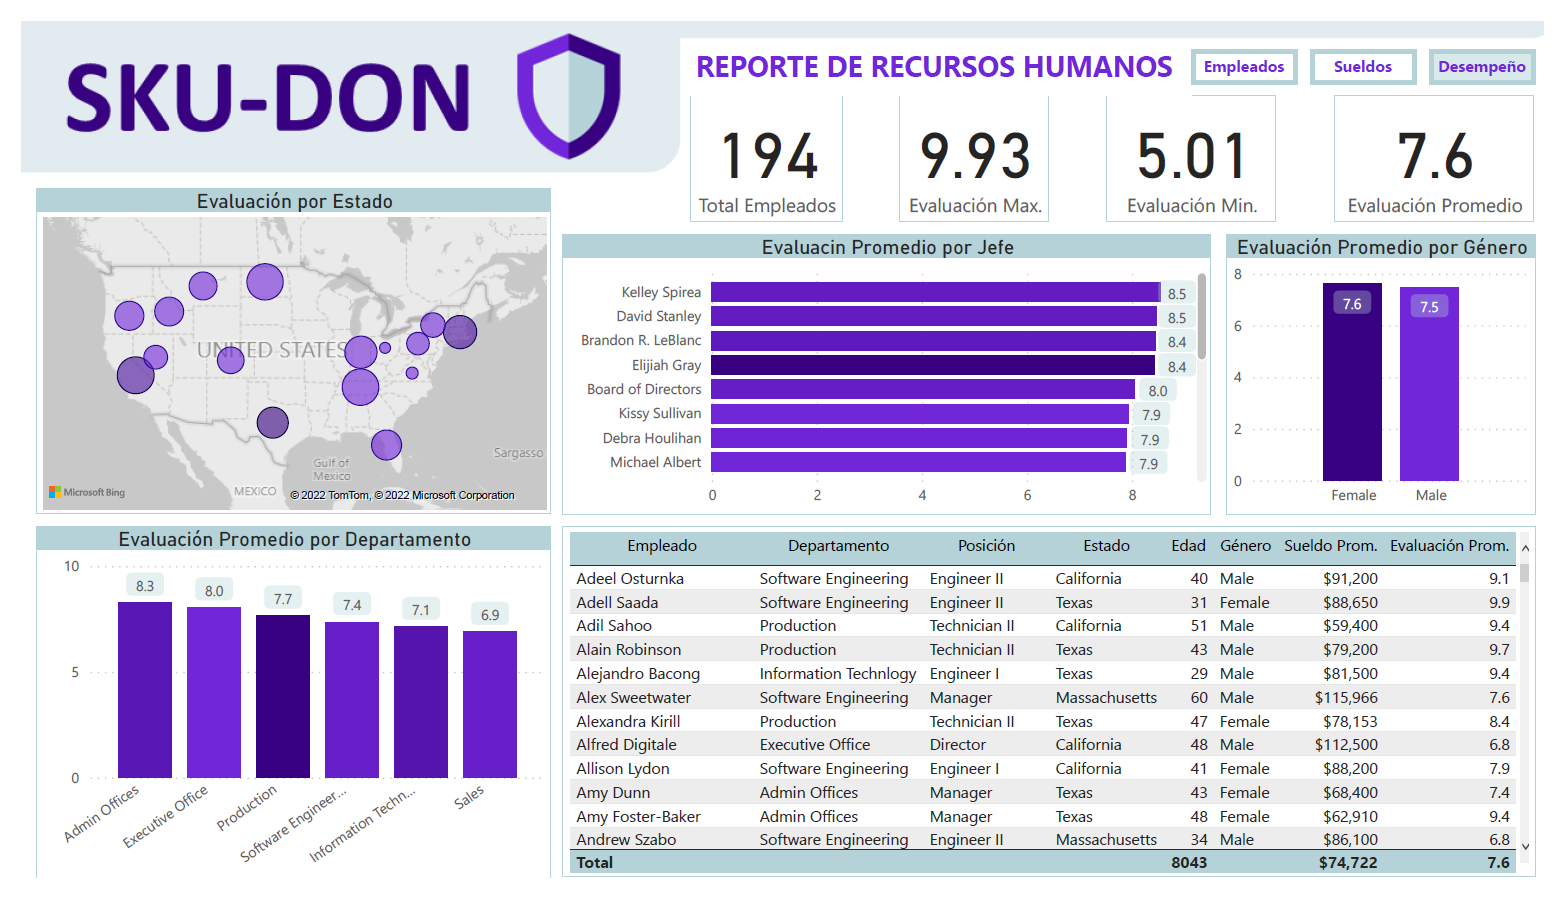 SKU-DON
REPORTE DE RECURSOS HUMANOS
Empleados
Sueldos
Desempeño
194
Total Empleados
9.93
Evaluación Max.
5.01
Evaluación Min.
7.6
Evaluación Promedio
Evaluación por Estado
UNITED STATES
Gulf of
Mexico
Sargasso
MEXICO
Microsoft Bing
© 2022 TomTom, © 2022 Microsoft Corporation
Evaluacin Promedio por Jefe
Kelley Spirea 8.5
David Stanley 8.5
Brandon R. LeBlanc 8.4
Elijiah Gray 8.4
Board of Directors 8.0
Kissy Sullivan 7.9
Debra Houlihan 7.9
Michael Albert 7.9
0 2 4 6 8
Evaluación Promedio por Género
8
6
4
2
0
7.6 7.5
Female Male
Evaluación Promedio por Departamento
10
5
0
8.3 8.0 7.7 7.4 7.1 6.9
Admin Offices
Executive Office
Production
Software Engineer...
Information Techn...
Sales
Empleado Departamento Posición Estado Edad Género Sueldo Prom. Evaluación Prom.
Adeel Osturnka Software Engineering Engineer II California 40 Male $91,200 9.1
Adell Saada Software Engineering Engineer II Texas 31 Female $88,650 9.9
Adil Sahoo Production Technician II California 51 Male $59,400 9.4
Alain Robinson Production Technician II Texas 43 Male $79,200 9.7
Alejandro Bacong Information Technlogy Engineer I Texas 29 Male $81,500 9.4
Alex Sweetwater Software Engineering Manager Massachusetts 60 Male $115,966 7.6
Alexandra Kirill Production Technician II Texas 47 Female $78,153 8.4
Alfred Digitale Executive Office Director California 48 Male $112,500 6.8
Allison Lydon Software Engineering Engineer I California 41 Female $88,200 7.9
Amy Dunn Admin Offices Manager Texas 43 Female $68,400 7.4
Amy Foster-Baker Admin Offices Manager Texas 48 Female $62,910 9.4
Andrew Szabo Software Engineering Engineer II Massachusetts 34 Male $86,100 6.8
Total 8043 $74,722 7.6